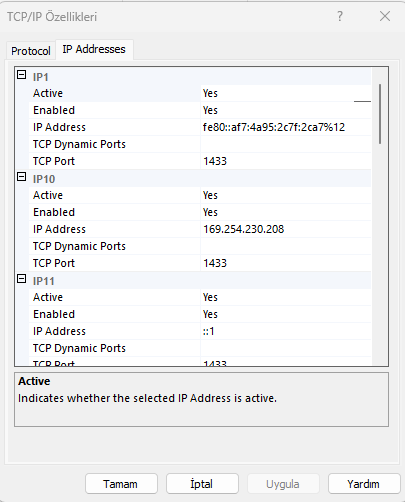 TCP/IP Özellikleri
?
Protocol IP Addresses
IP1
Active Yes
Enabled Yes
IP Address fe80::af7:4a95:2c7f:2ca7%12
TCP Dynamic Ports
TCP Port 1433
IP10
Active Yes
Enabled Yes
IP Address 169.254.230.208
TCP Dynamic Ports
TCP Port 1433
IP11
Active Yes
Enabled Yes
IP Address ::1
TCP Dynamic Ports
TCP Port 1433
Active
Indicates whether the selected IP Address is active.
Tamam İptal Uygula Yardım